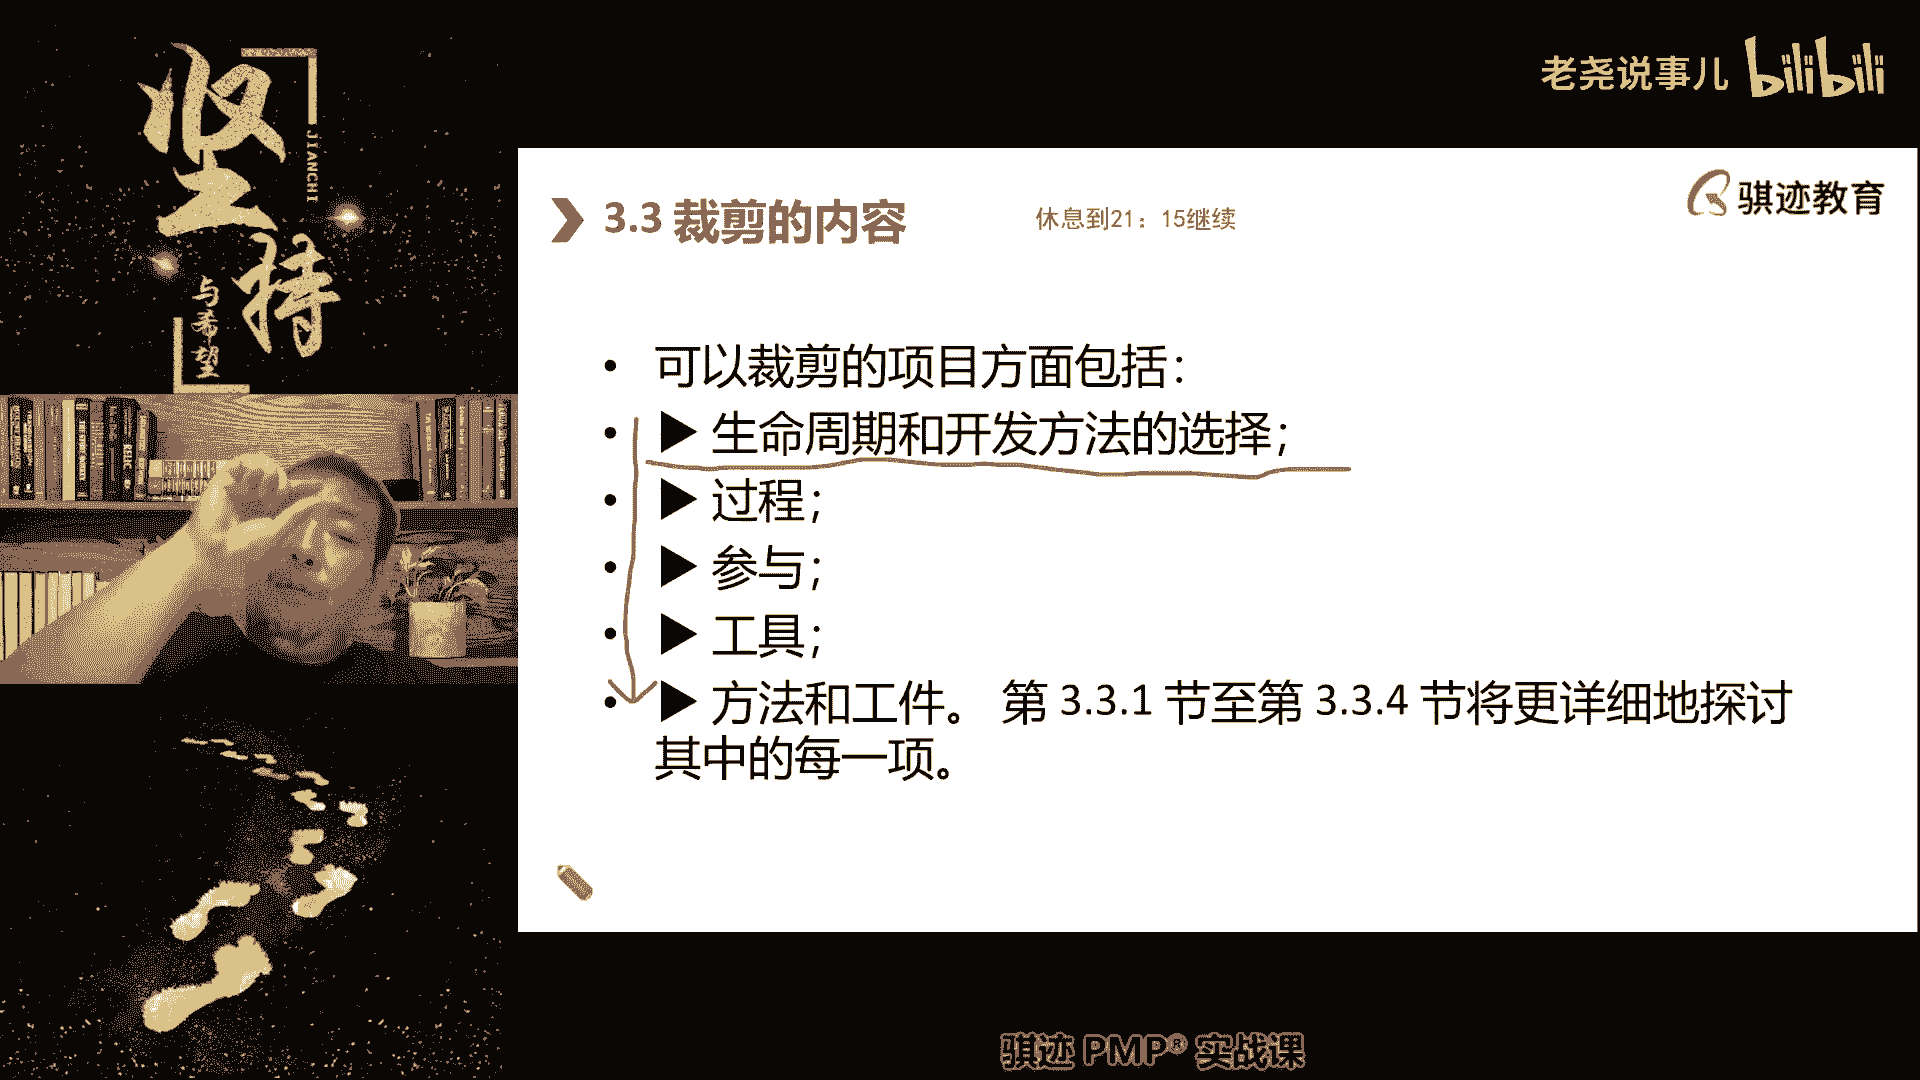 坚持
JIANCHI
与希望
老尧说事儿 bilibili
骐迹教育
3.3 裁剪的内容
休息到21：15继续
• 可以裁剪的项目方面包括：
• ▶ 生命周期和开发方法的选择；
• ▶ 过程；
• ▶ 参与；
• ▶ 工具；
• ▶ 方法和工件。 第 3.3.1 节至第 3.3.4 节将更详细地探讨
其中的每一项。
骐迹 PMP® 实战课